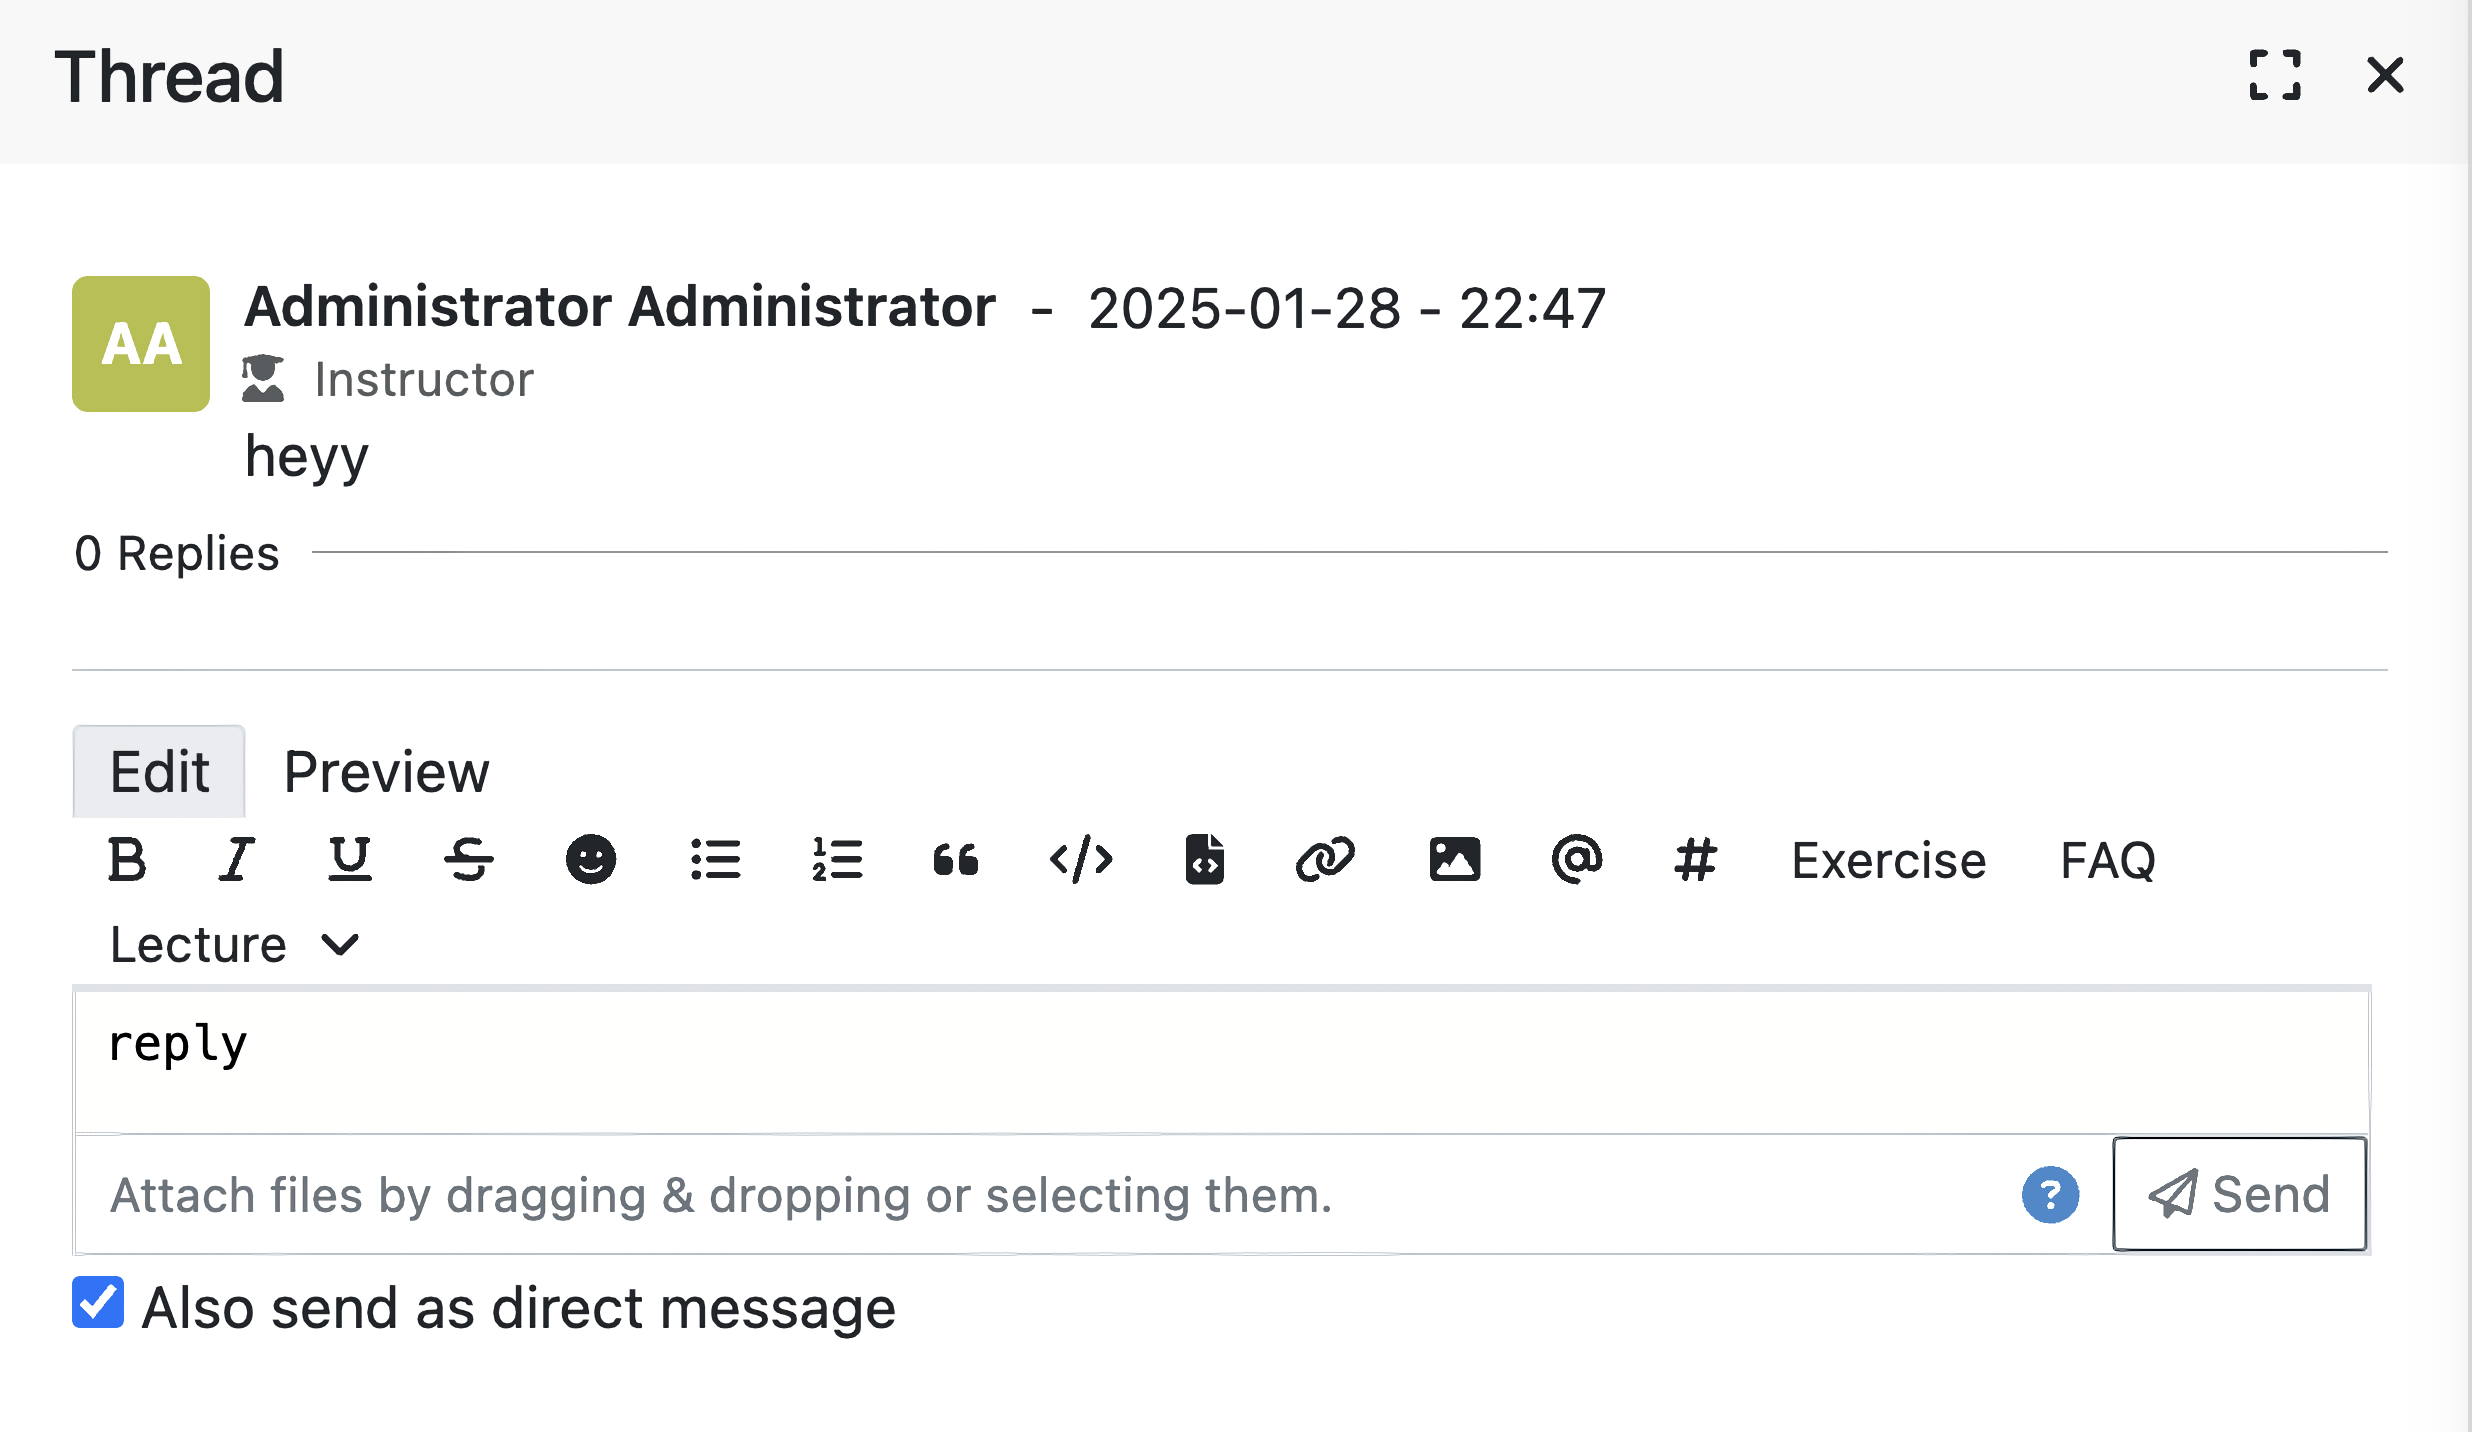 Thread
AA
Administrator Administrator - 2025-01-28 - 22:47
Instructor
heyy
0 Replies
Edit Preview
Exercise FAQ
Lecture
reply
Attach files by dragging & dropping or selecting them.
Send
Also send as direct message